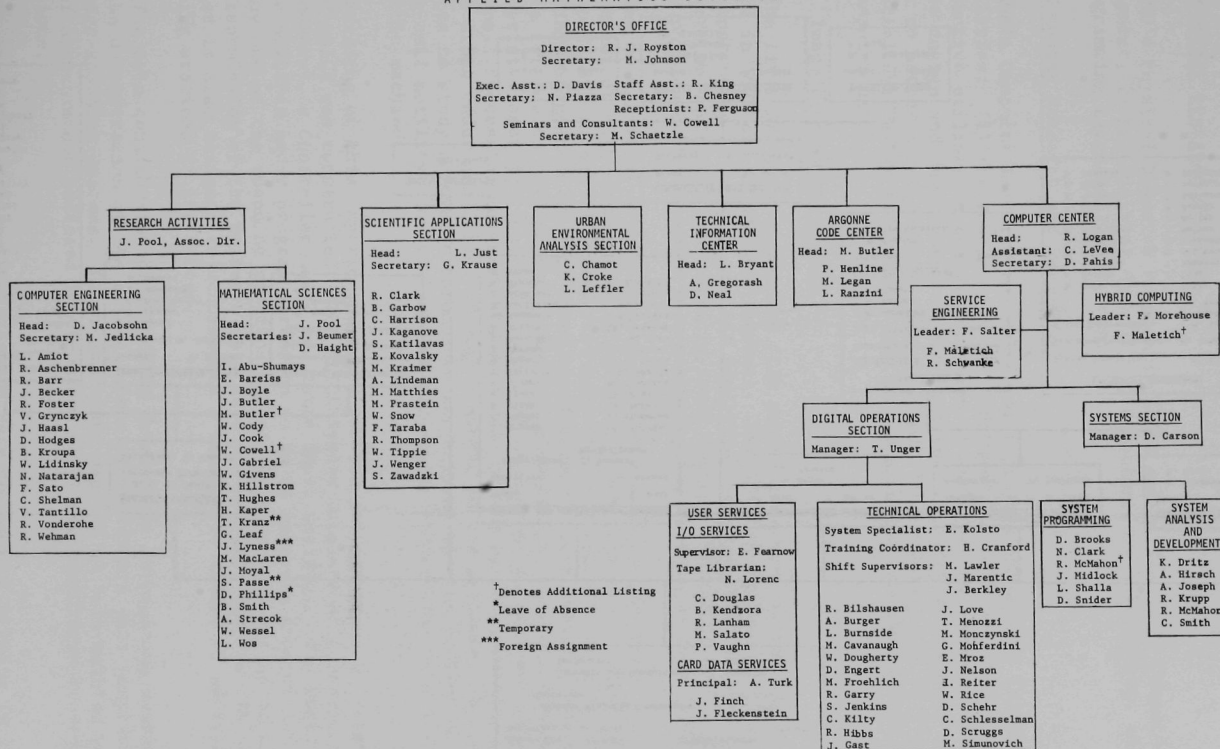 DIRECTOR'S OFFICE
Director: R. J. Royston
Secretary: M. Johnson
Exec. Asst.: D. Davis Staff Asst.: R. King
Secretary: N. Piazza Secretary: B. Chesney
Receptionist: P. Ferguson
Seminars and Consultants: W. Cowell
Secretary: M. Schaetzle
RESEARCH ACTIVITIES
J. Pool, Assoc. Dir.
COMPUTER ENGINEERING
SECTION
Head: D. Jacobsohn
Secretary: M. Jedlicka
L. Amiot
R. Aschenbrenner
R. Barr
J. Becker
R. Foster
V. Grynczyk
J. Haasl
D. Hodges
B. Kroupa
W. Lidinsky
N. Natarajan
F. Sato
C. Shelman
V. Tantillo
R. Vonderohe
R. Wehman
MATHEMATICAL SCIENCES
SECTION
Head: J. Pool
Secretaries: J. Beumer
D. Haight
I. Abu-Shumays
E. Bareiss
J. Boyle
J. Butler
M. Butler†
W. Cody
J. Cook
W. Cowell†
J. Gabriel
W. Givens
K. Hillstrom
T. Hughes
H. Kaper
T. Kranz**
G. Leaf
J. Lyness***
M. MacLaren
J. Moyal
S. Passe**
D. Phillips*
B. Smith
A. Strecok
W. Wessel
L. Wos
SCIENTIFIC APPLICATIONS
SECTION
Head: L. Just
Secretary: G. Krause
R. Clark
B. Garbow
C. Harrison
J. Kaganove
S. Katilavas
E. Kovalsky
M. Kraimer
A. Lindeman
M. Matthies
M. Prastein
W. Snow
F. Taraba
R. Thompson
W. Tippie
J. Wenger
S. Zawadzki
URBAN
ENVIRONMENTAL
ANALYSIS SECTION
C. Chamot
K. Croke
L. Leffler
TECHNICAL
INFORMATION
CENTER
Head: L. Bryant
A. Gregorash
D. Neal
ARGONNE
CODE CENTER
Head: M. Butler
P. Henline
M. Legan
L. Ranzini
COMPUTER CENTER
Head: R. Logan
Assistant: C. LeVee
Secretary: D. Pahis
SERVICE
ENGINEERING
Leader: F. Salter
F. Maletich
R. Schwanke
HYBRID COMPUTING
Leader: F. Morehouse
F. Maletich†
DIGITAL OPERATIONS
SECTION
Manager: T. Unger
SYSTEMS SECTION
Manager: D. Carson
USER SERVICES
I/O SERVICES
Supervisor: E. Fearnow
Tape Librarian:
N. Lorenc
C. Douglas
B. Kendzora
R. Lanham
M. Salato
P. Vaughn
CARD DATA SERVICES
Principal: A. Turk
J. Finch
J. Fleckenstein
TECHNICAL OPERATIONS
System Specialist: E. Kolsto
Training Coördinator: H. Cranford
Shift Supervisors: M. Lawler
J. Marentic
J. Berkley
R. Bilshausen J. Love
A. Burger T. Menozzi
L. Burnside M. Monczynski
M. Cavanaugh G. Mohferdini
W. Dougherty E. Mroz
D. Engert J. Nelson
M. Froehlich J. Reiter
R. Garry W. Rice
S. Jenkins D. Schehr
C. Kilty C. Schlesselman
R. Hibbs D. Scruggs
J. Gast M. Simunovich
SYSTEM
PROGRAMMING
D. Brooks
N. Clark
R. McMahon†
J. Midlock
L. Shalla
D. Snider
SYSTEM
ANALYSIS
AND
DEVELOPMENT
K. Dritz
A. Hirsch
A. Joseph
R. Krupp
R. McMahon
C. Smith
†Denotes Additional Listing
*Leave of Absence
**Temporary
***Foreign Assignment